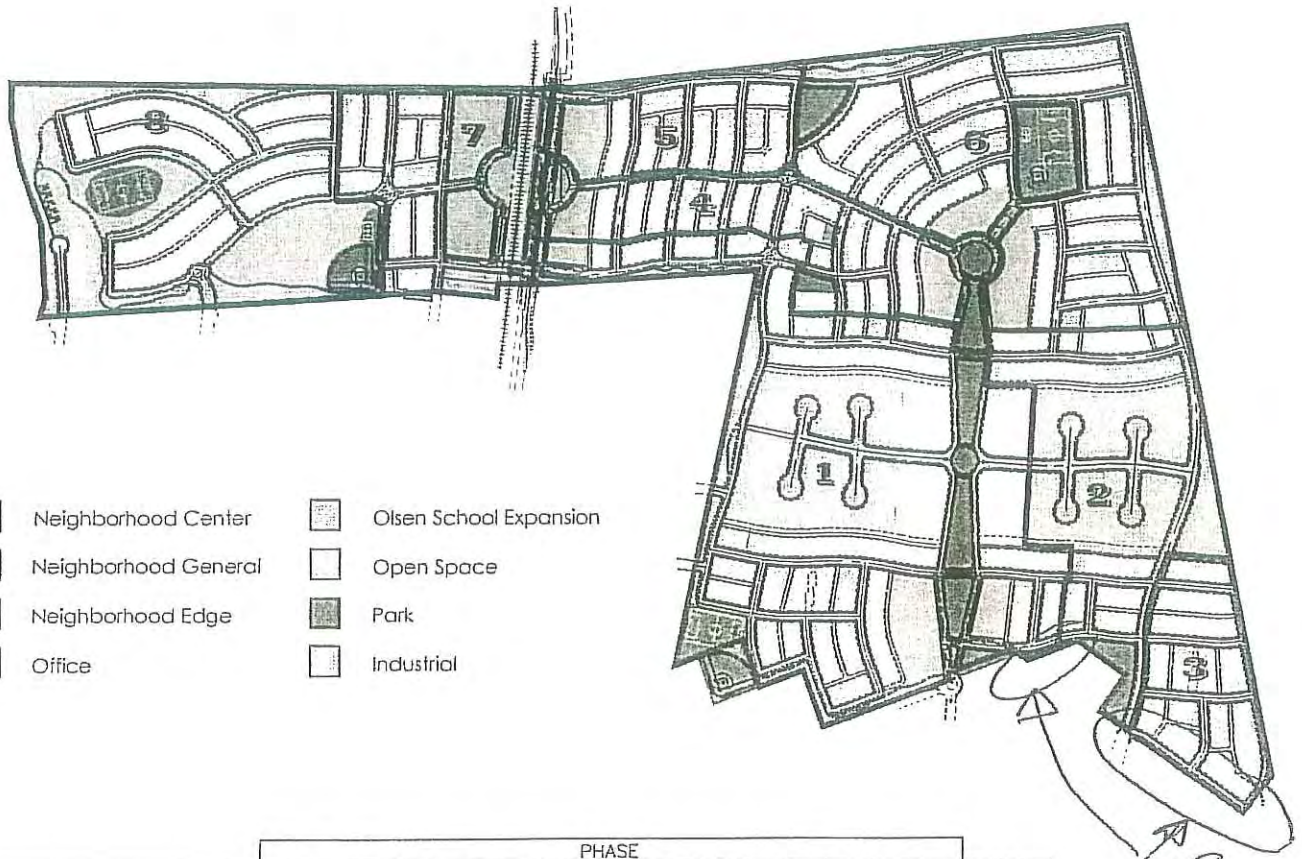 8
7
5
6
4
1
2
3
Neighborhood Center
Olsen School Expansion
Neighborhood General
Open Space
Neighborhood Edge
Park
Office
Industrial
PHASE